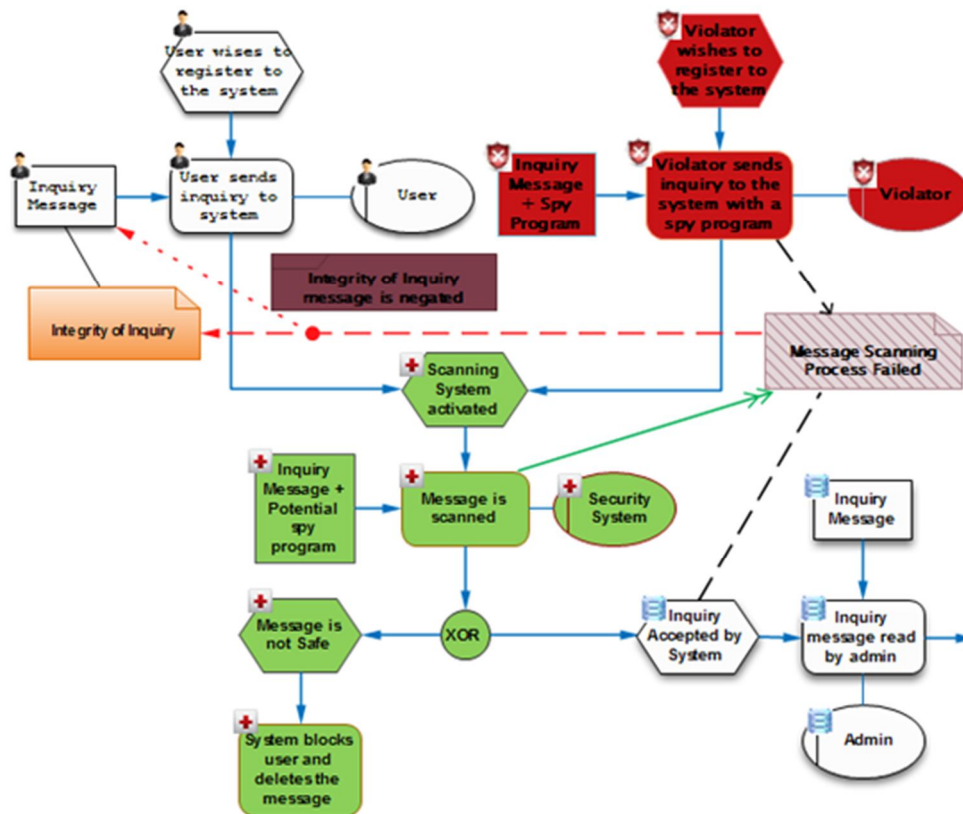 User wises to
register to
the system
Violator
wishes to
register to
the system
Inquiry
Message
User sends
inquiry to
system
User
Inquiry
Message
+ Spy
Program
Violator sends
inquiry to the
system with a
spy program
Violator
Integrity of Inquiry
message is negated
Integrity of Inquiry
Message Scanning
Process Failed
Scanning
System
activated
Inquiry
Message +
Potential
spy
program
Message is
scanned
Security
System
Inquiry
Message
Message is
not Safe
XOR
Inquiry
Accepted by
System
Inquiry
message read
by admin
System blocks
user and
deletes the
message
Admin